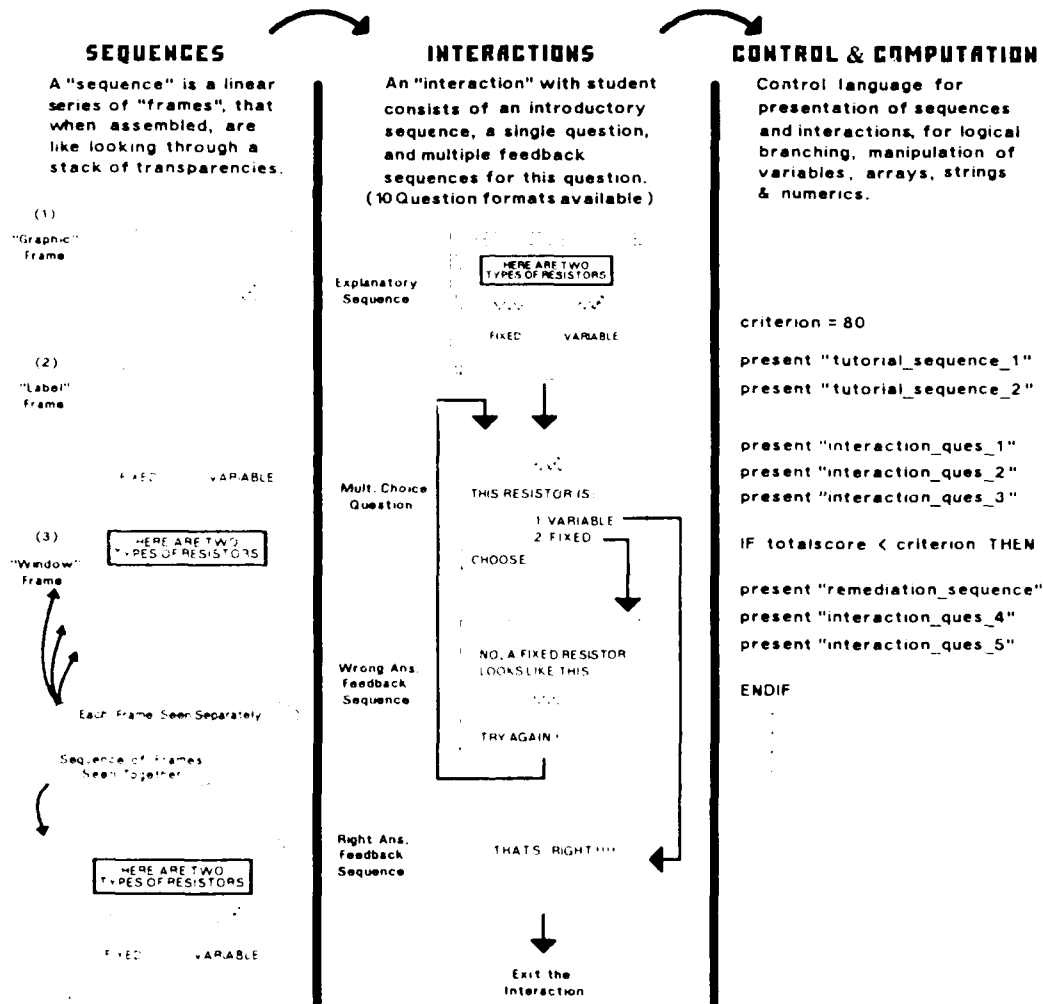 SEQUENCES
A "sequence" is a linear
series of "frames", that
when assembled, are
like looking through a
stack of transparencies.
(1)
"Graphic"
Frame
(2)
"Label"
Frame
FIXED VARIABLE
(3)
"Window"
Frame
HERE ARE TWO
TYPES OF RESISTORS
Each Frame Seen Separately
Sequence of Frames
Seen Together
HERE ARE TWO
TYPES OF RESISTORS
FIXED VARIABLE
INTERACTIONS
An "interaction" with student
consists of an introductory
sequence, a single question,
and multiple feedback
sequences for this question.
(10 Question formats available)
Explanatory
Sequence
HERE ARE TWO
TYPES OF RESISTORS
FIXED VARIABLE
Mult. Choice
Question
THIS RESISTOR IS:
1 VARIABLE
2 FIXED
CHOOSE
Wrong Ans.
Feedback
Sequence
NO, A FIXED RESISTOR
LOOKS LIKE THIS
TRY AGAIN!
Right Ans.
Feedback
Sequence
THATS RIGHT!!!!
Exit the
Interaction
CONTROL & COMPUTATION
Control language for
presentation of sequences
and interactions, for logical
branching, manipulation of
variables, arrays, strings
& numerics.
criterion = 80
present "tutorial_sequence_1"
present "tutorial_sequence_2"
present "interaction_ques_1"
present "interaction_ques_2"
present "interaction_ques_3"
IF totalscore < criterion THEN
present "remediation_sequence"
present "interaction_ques_4"
present "interaction_ques_5"
ENDIF